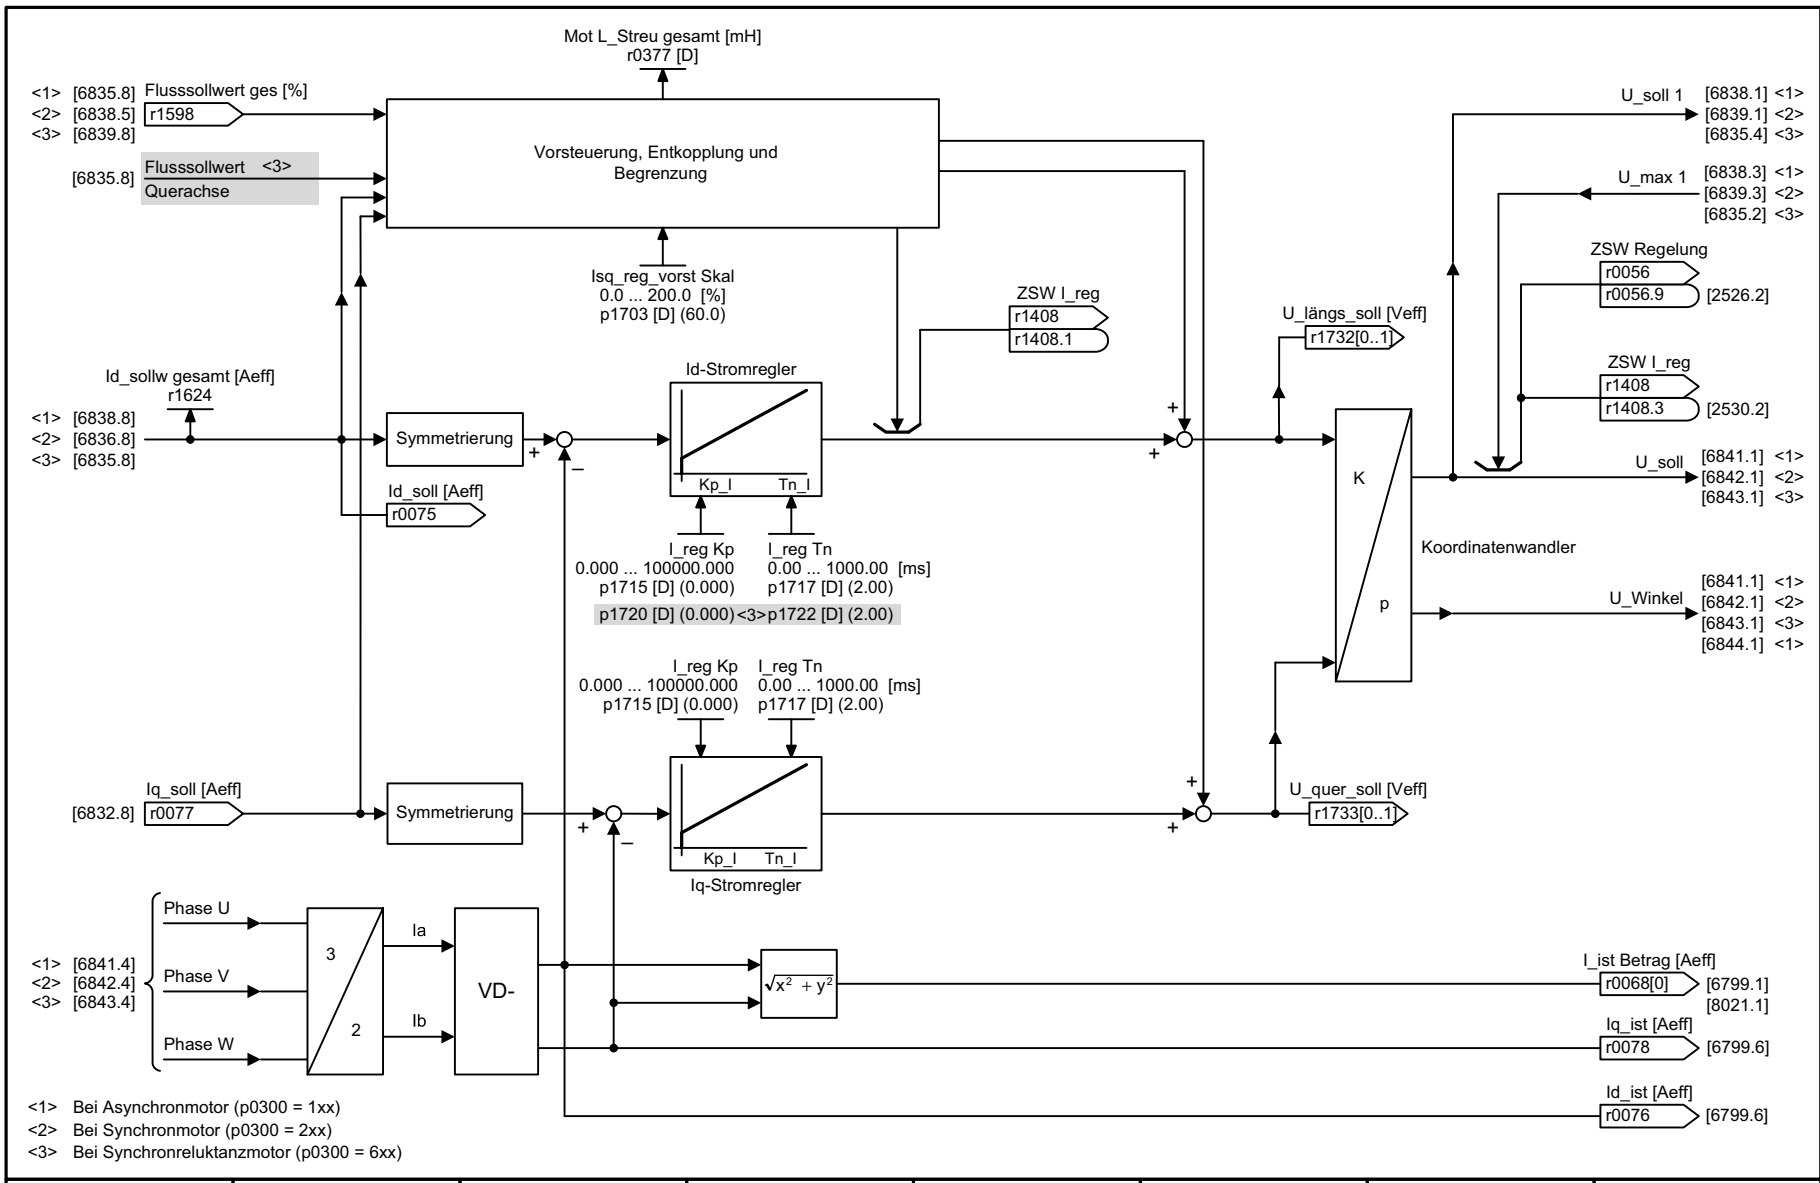 Mot L_Streu gesamt [mH]
r0377 [D]
<1> [6835.8] Flusssollwert ges [%]
<2> [6838.5] r1598
<3> [6839.8]
Flusssollwert <3>
[6835.8]
Querachse
Vorsteuerung, Entkopplung und
Begrenzung
U_soll 1 [6838.1] <1>
[6839.1] <2>
[6835.4] <3>
U_max 1 [6838.3] <1>
[6839.3] <2>
[6835.2] <3>
ZSW Regelung
r0056
r0056.9 [2526.2]
Isq_reg_vorst Skal
0.0 ... 200.0 [%]
p1703 [D] (60.0)
ZSW I_reg
r1408
r1408.1
U_längs_soll [Veff]
r1732[0..1]
ZSW I_reg
r1408
r1408.3 [2530.2]
Id_sollw gesamt [Aeff]
r1624
<1> [6838.8]
<2> [6836.8]
<3> [6835.8]
Symmetrierung
+
–
Id-Stromregler
Kp_I Tn_I
+
+
K
p
Koordinatenwandler
U_soll [6841.1] <1>
[6842.1] <2>
[6843.1] <3>
Id_soll [Aeff]
r0075
I_reg Kp I_reg Tn
0.000 ... 100000.000 0.00 ... 1000.00 [ms]
p1715 [D] (0.000) p1717 [D] (2.00)
p1720 [D] (0.000)<3>p1722 [D] (2.00)
U_Winkel [6841.1] <1>
[6842.1] <2>
[6843.1] <3>
[6844.1] <1>
I_reg Kp I_reg Tn
0.000 ... 100000.000 0.00 ... 1000.00 [ms]
p1715 [D] (0.000) p1717 [D] (2.00)
Iq_soll [Aeff]
[6832.8] r0077
Symmetrierung
+
–
Kp_I Tn_I
Iq-Stromregler
+
+
U_quer_soll [Veff]
r1733[0..1]
Phase U
Phase V
Phase W
<1> [6841.4]
<2> [6842.4]
<3> [6843.4]
3
2
Ia
Ib
VD-
√x² + y²
I_ist Betrag [Aeff]
r0068[0] [6799.1]
[8021.1]
Iq_ist [Aeff]
r0078 [6799.6]
Id_ist [Aeff]
r0076 [6799.6]
<1> Bei Asynchronmotor (p0300 = 1xx)
<2> Bei Synchronmotor (p0300 = 2xx)
<3> Bei Synchronreluktanzmotor (p0300 = 6xx)